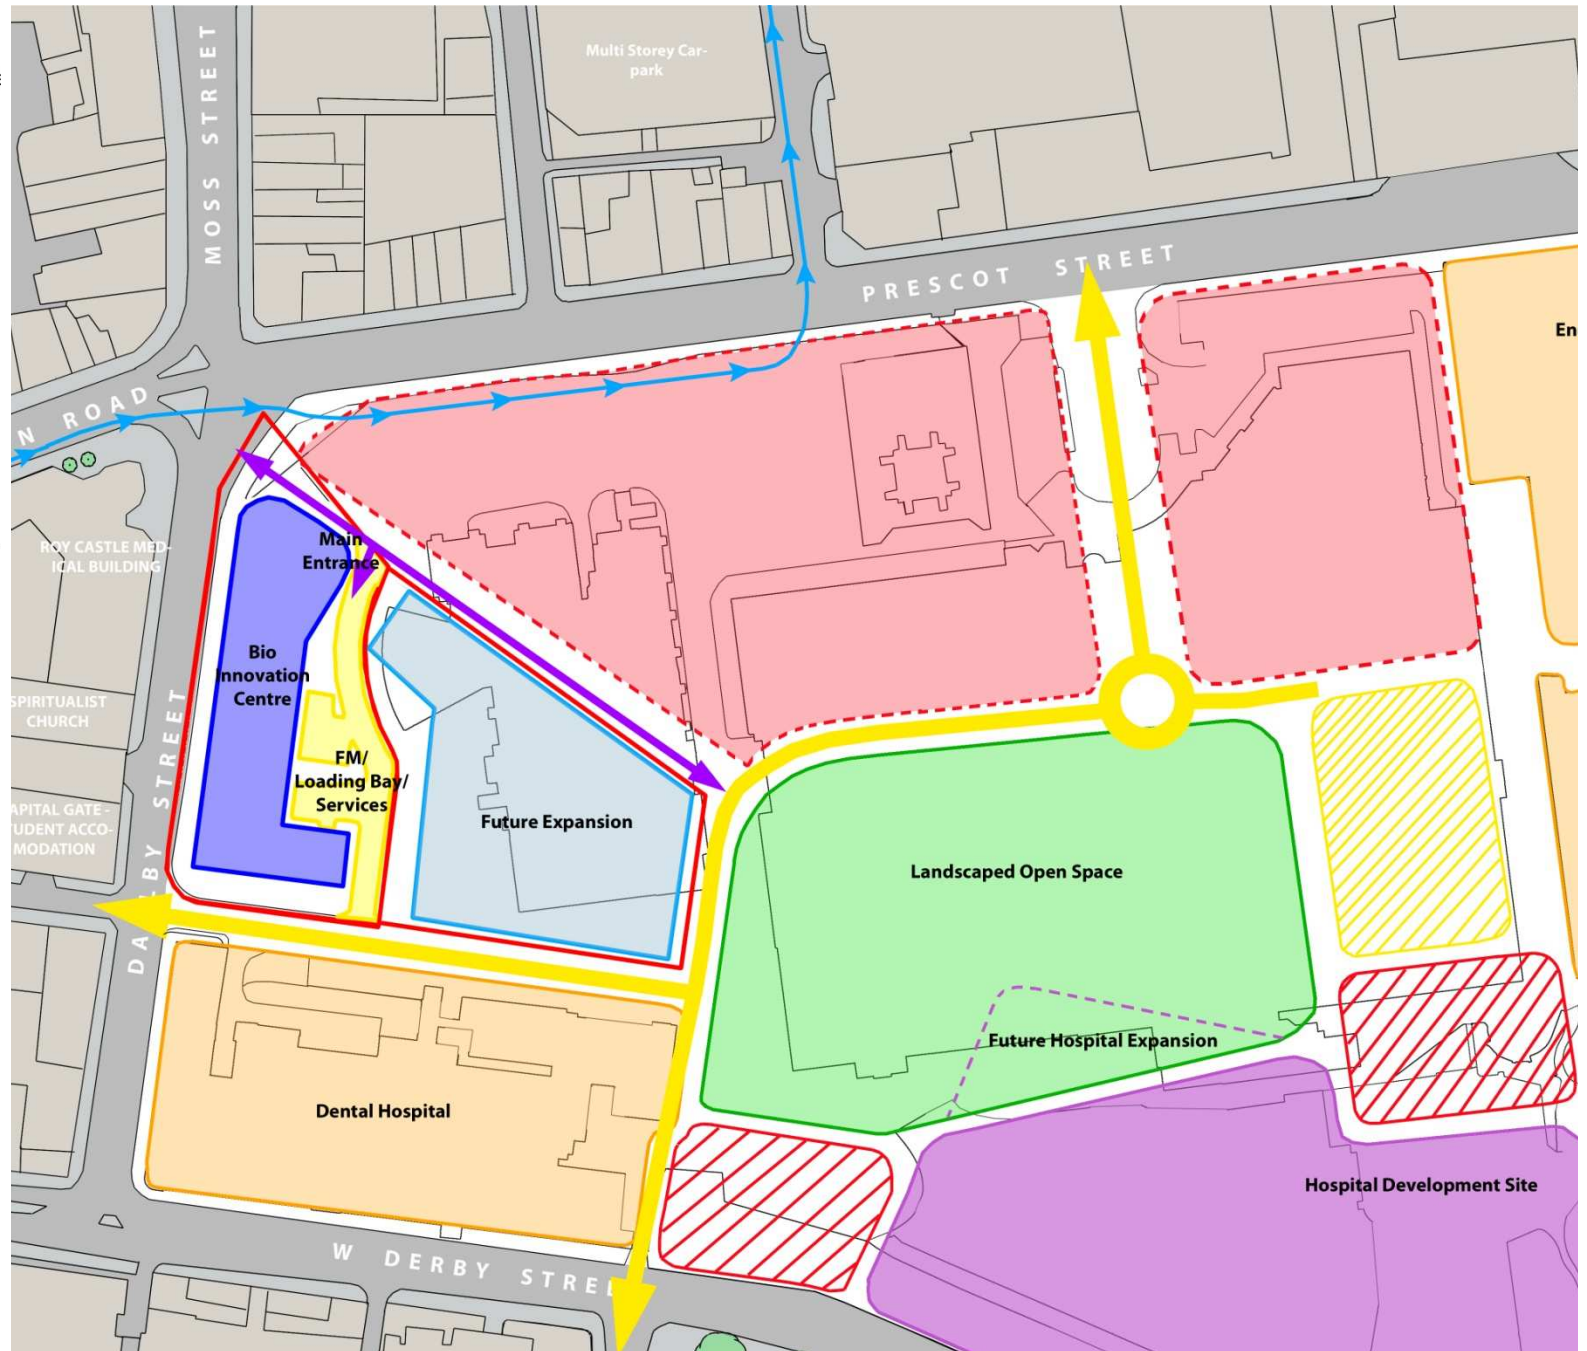 Multi Storey Car-
park
MOSS STREET
PRESCOT STREET
En
N ROAD
ROY CASTLE MED-
ICAL BUILDING
Main
Entrance
Bio
Innovation
Centre
SPIRITUALIST
CHURCH
FM/
Loading Bay/
Services
APITAL GATE -
TUDENT ACCO-
MODATION
Future Expansion
Landscaped Open Space
DA LBY STREET
Future Hospital Expansion
Dental Hospital
Hospital Development Site
W DERBY STREE